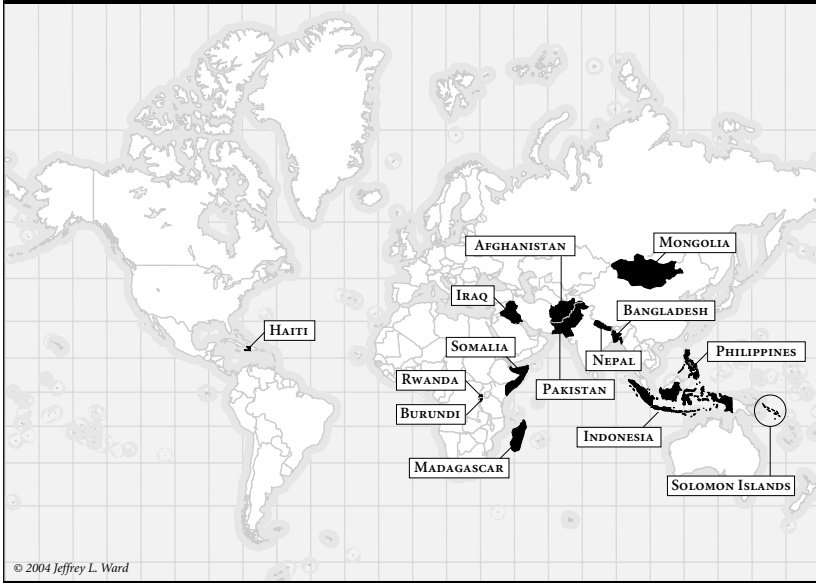 AFGHANISTAN
MONGOLIA
IRAQ
BANGLADESH
HAITI
SOMALIA
NEPAL
PHILIPPINES
RWANDA
PAKISTAN
BURUNDI
INDONESIA
MADAGASCAR
SOLOMON ISLANDS
© 2004 Jeffrey L. Ward